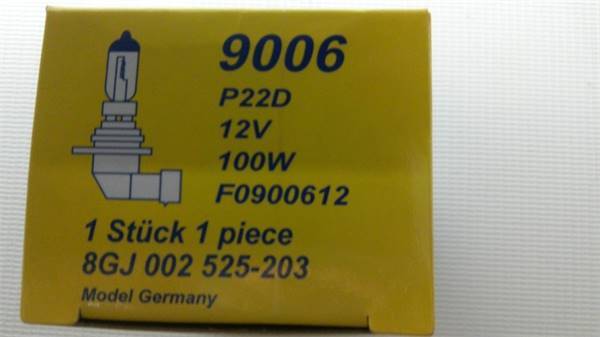 9006
P22D
12V
100W
F0900612
1 Stück 1 piece
8GJ 002 525-203
Model Germany